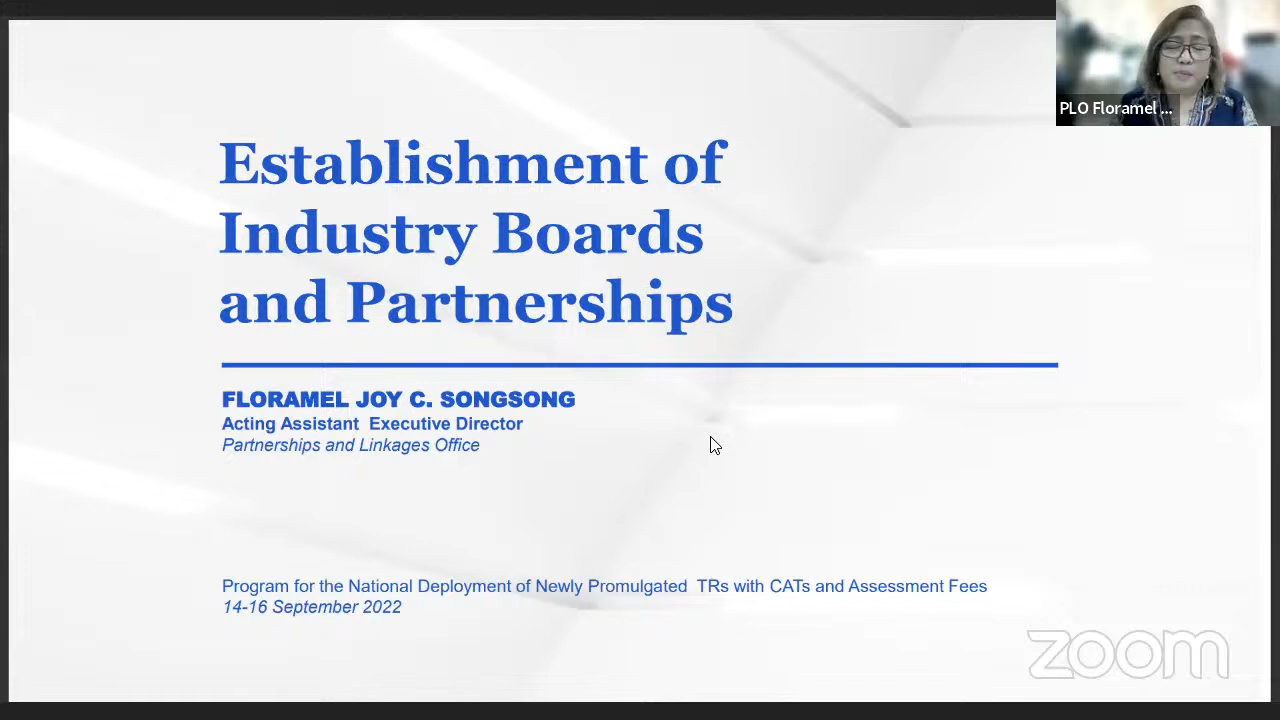 PLO Floramel ...
Establishment of
Industry Boards
and Partnerships
FLORAMEL JOY C. SONGSONG
Acting Assistant Executive Director
Partnerships and Linkages Office
Program for the National Deployment of Newly Promulgated TRs with CATs and Assessment Fees
14-16 September 2022
zoom